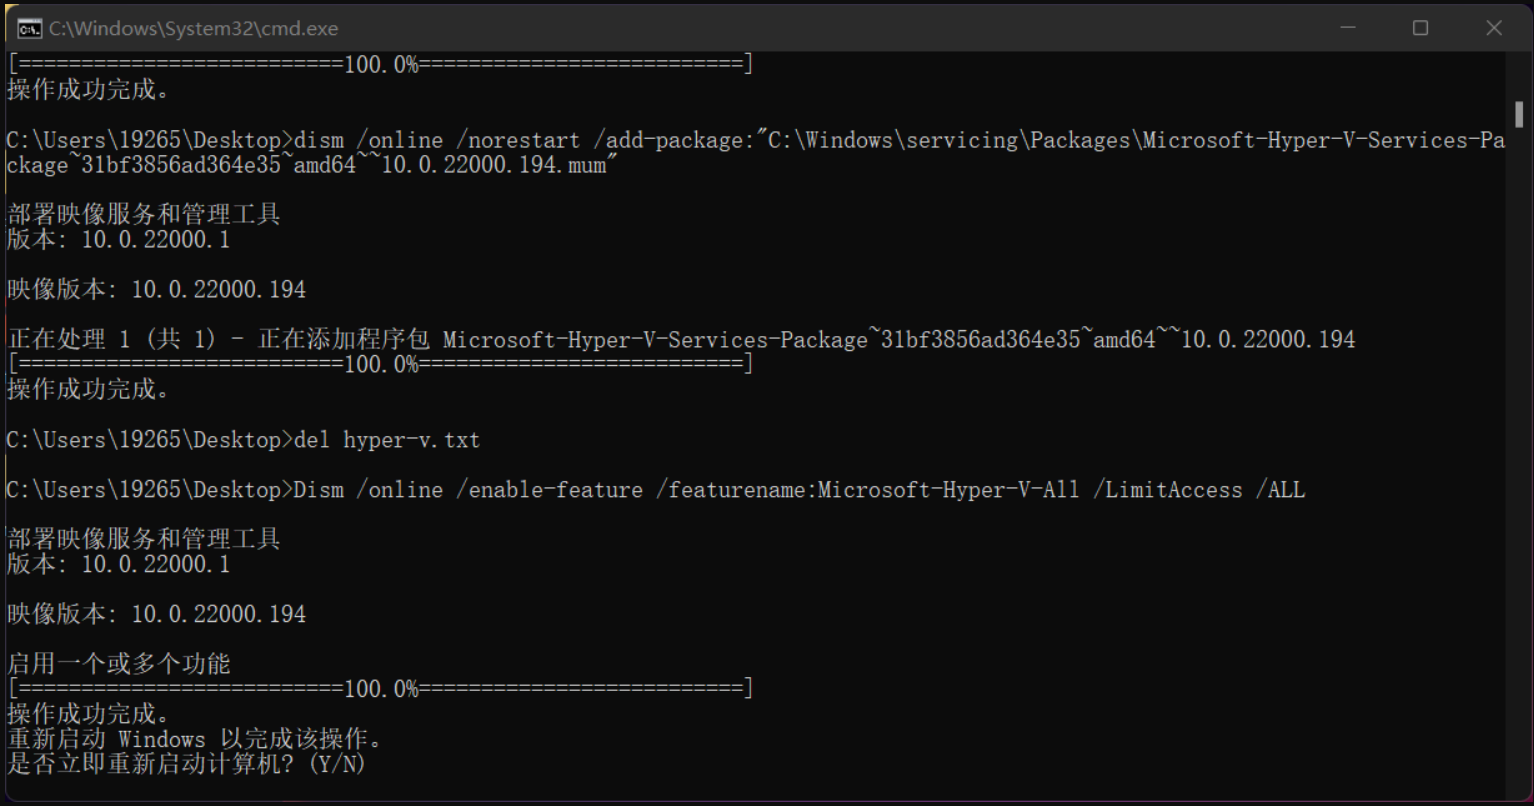 C:\Windows\System32\cmd.exe
[==========================100.0%==========================]
操作成功完成。
C:\Users\19265\Desktop>dism /online /norestart /add-package:"C:\Windows\servicing\Packages\Microsoft-Hyper-V-Services-Pa
ckage~31bf3856ad364e35~amd64~~10.0.22000.194.mum"
部署映像服务和管理工具
版本: 10.0.22000.1
映像版本: 10.0.22000.194
正在处理 1 (共 1) - 正在添加程序包 Microsoft-Hyper-V-Services-Package~31bf3856ad364e35~amd64~~10.0.22000.194
[==========================100.0%==========================]
操作成功完成。
C:\Users\19265\Desktop>del hyper-v.txt
C:\Users\19265\Desktop>Dism /online /enable-feature /featurename:Microsoft-Hyper-V-All /LimitAccess /ALL
部署映像服务和管理工具
版本: 10.0.22000.1
映像版本: 10.0.22000.194
启用一个或多个功能
[==========================100.0%==========================]
操作成功完成。
重新启动 Windows 以完成该操作。
是否立即重新启动计算机? (Y/N)